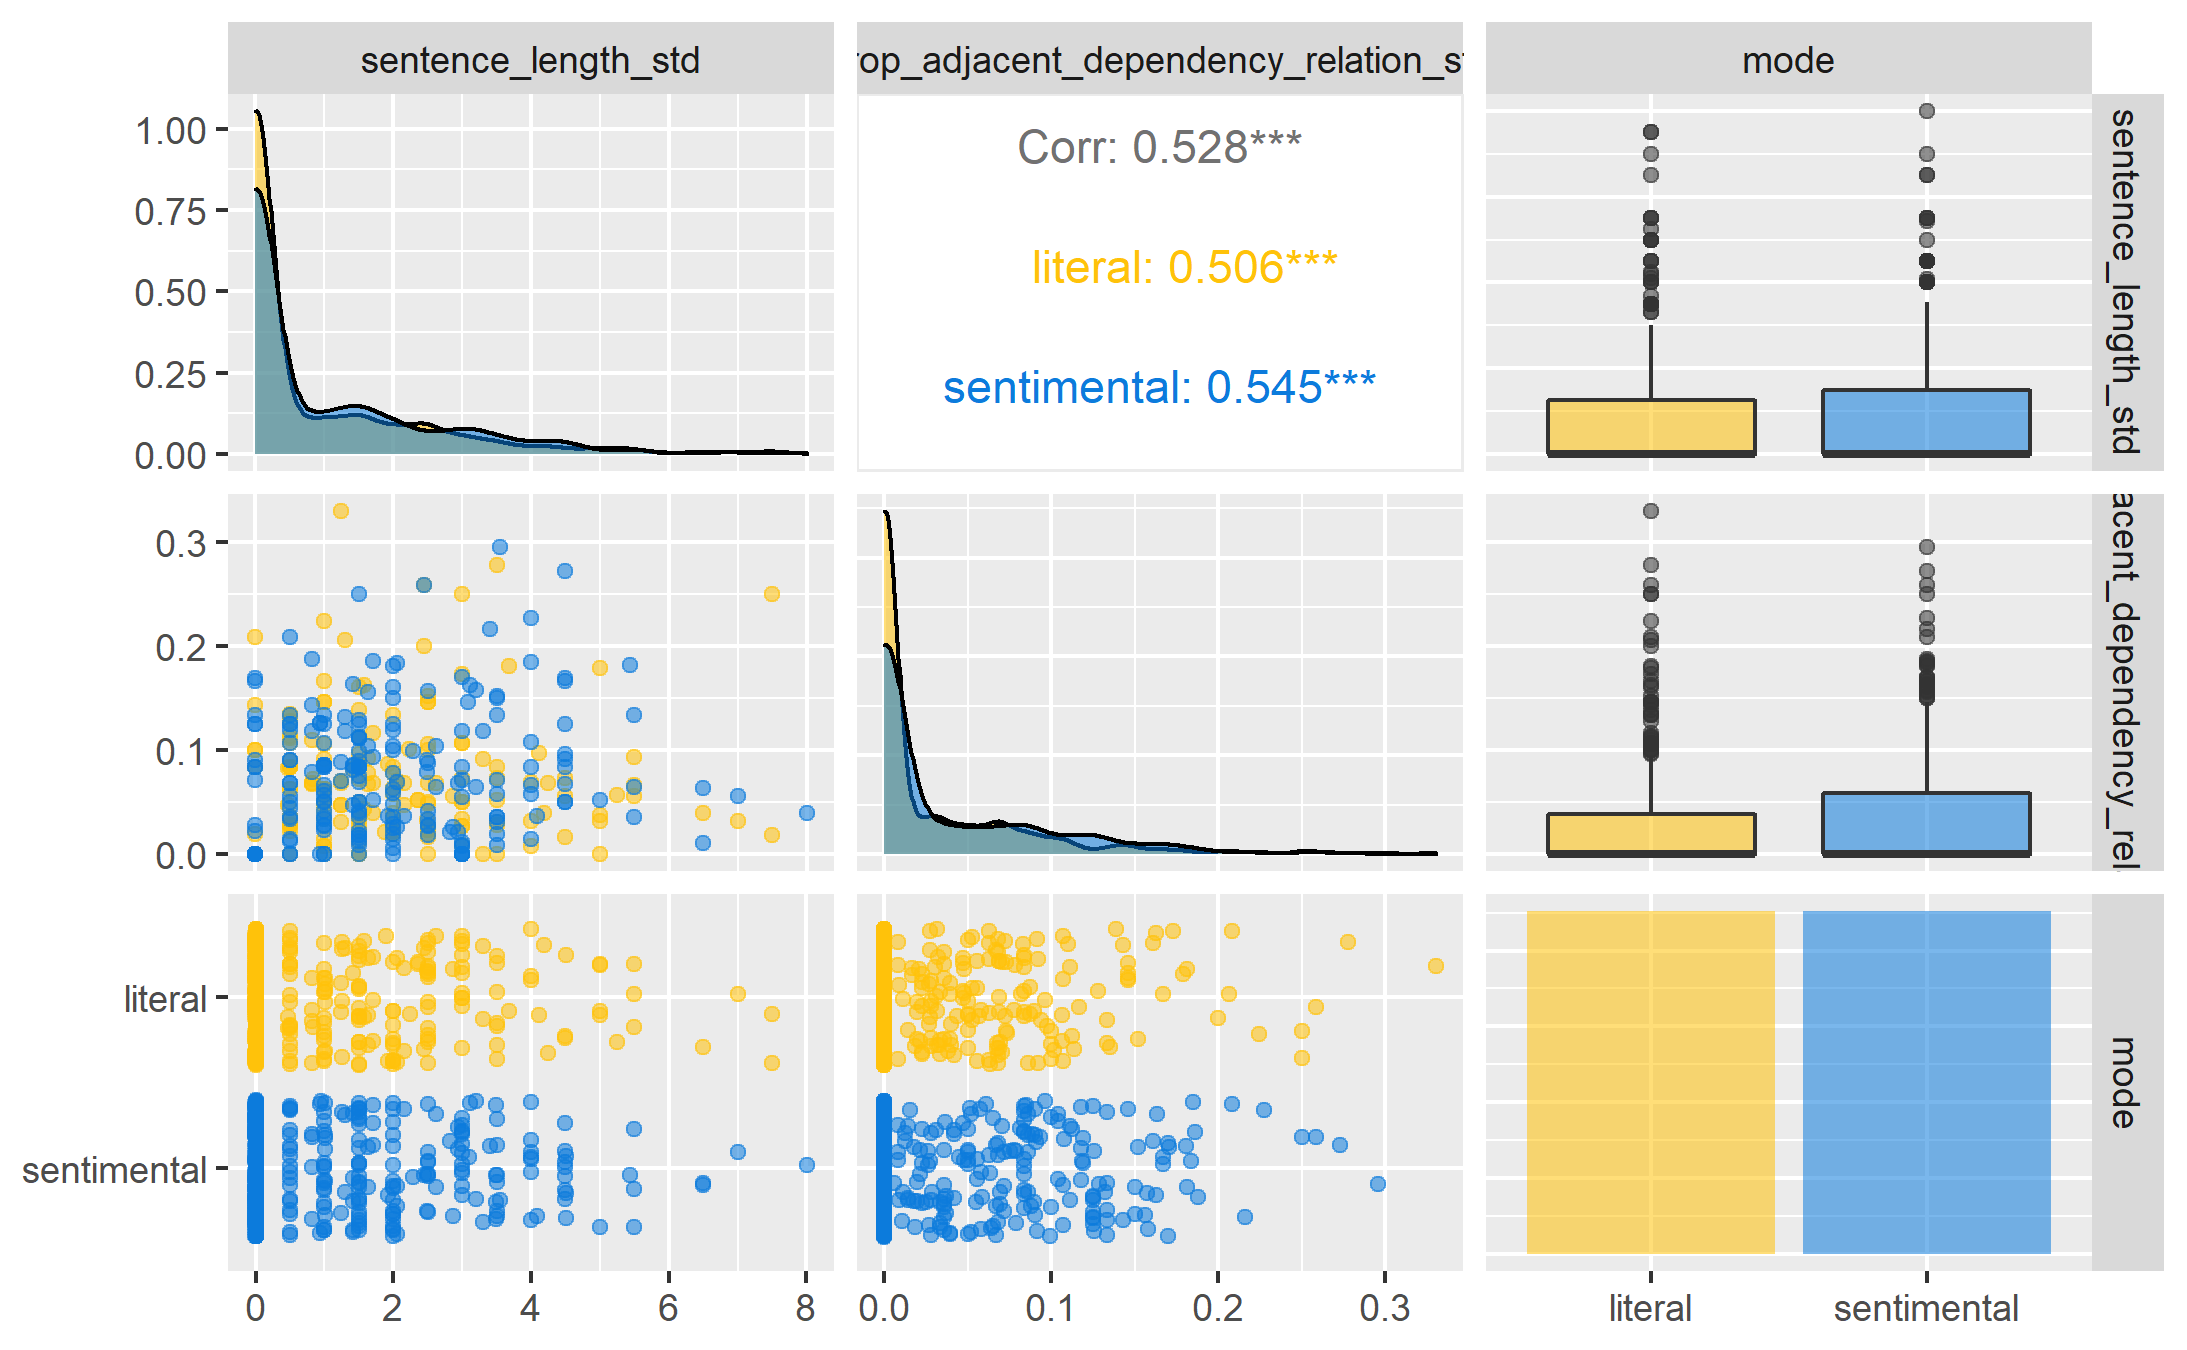 sentence_length_std
rop_adjacent_dependency_relation_s
mode
1.00
0.75
0.50
0.25
0.00
Corr: 0.528***
literal: 0.506***
sentimental: 0.545***
sentence_length_std
0.3
0.2
0.1
0.0
acent_dependency_rel
literal
sentimental
mode
0
2
4
6
8
0.0
0.1
0.2
0.3
literal
sentimental